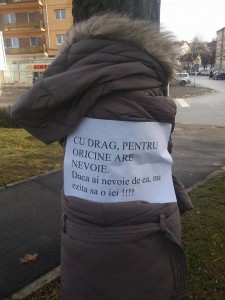 CU DRAG, PENTRU
ORICINE ARE
NEVOIE.
Daca ai nevoie de ea, nu
ezita sa o iei !!!!